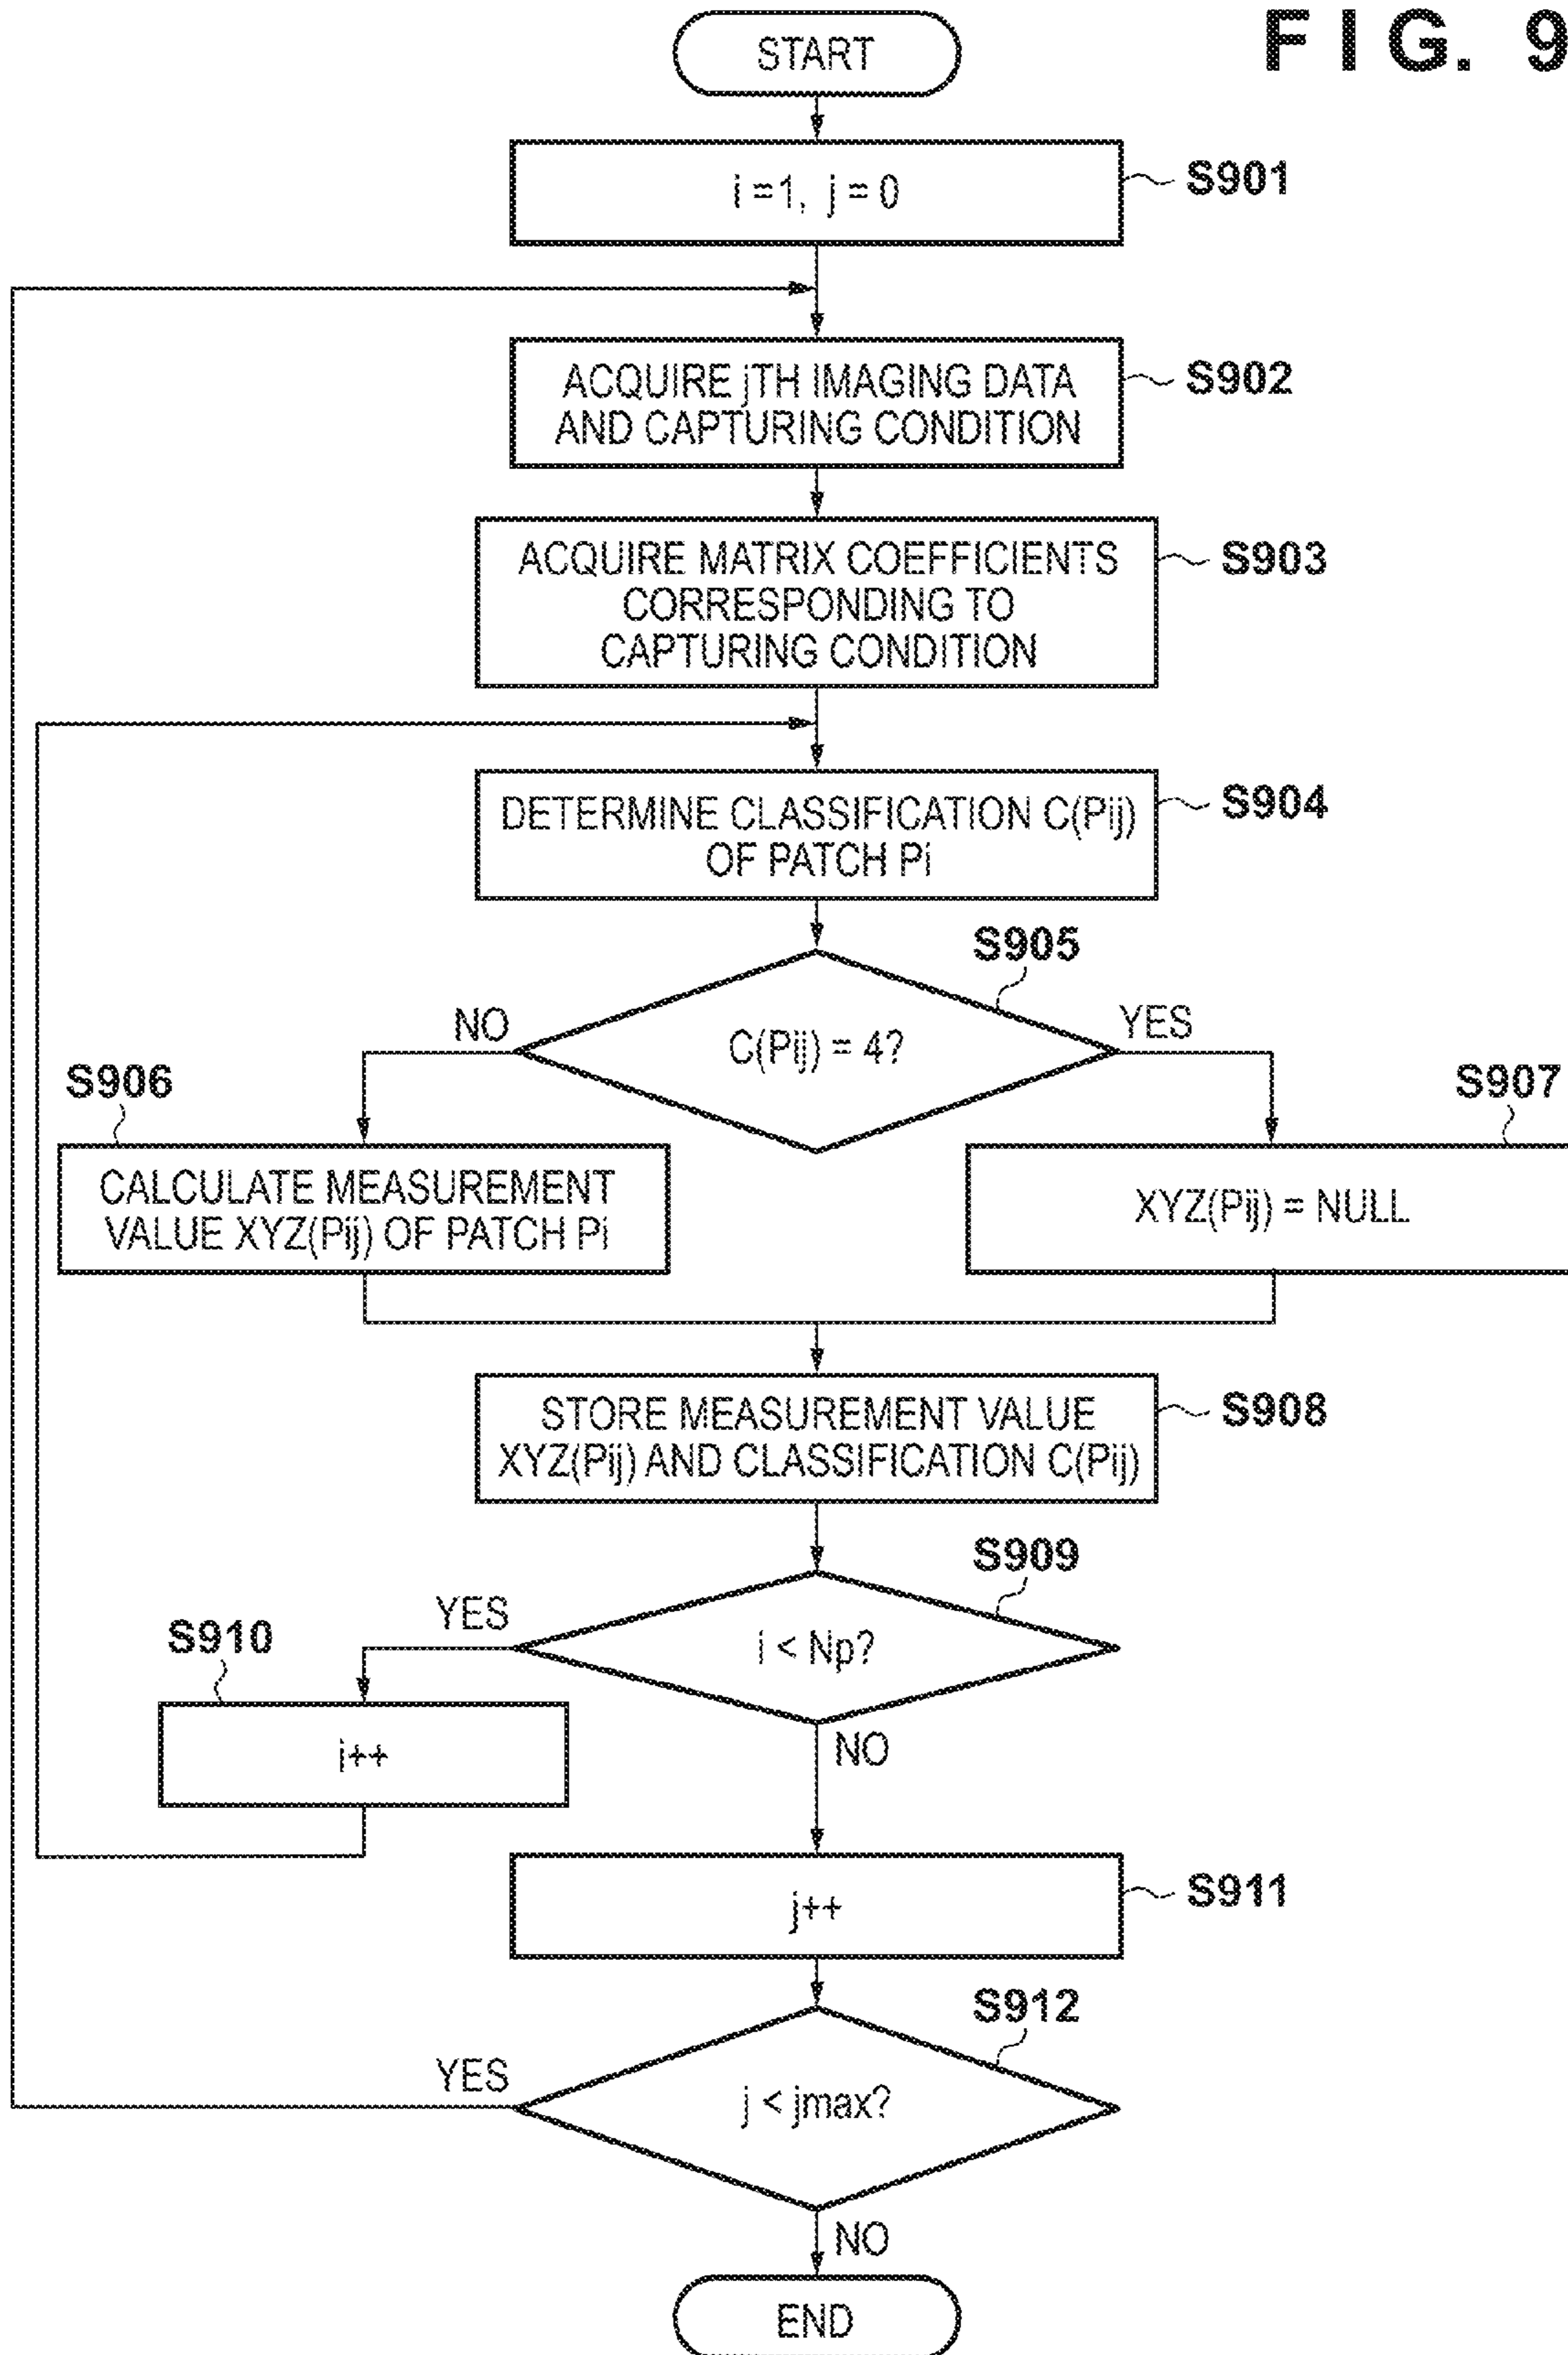 FIG. 9
START
i =1, j = 0
S901
ACQUIRE jTH IMAGING DATA
AND CAPTURING CONDITION
S902
ACQUIRE MATRIX COEFFICIENTS
CORRESPONDING TO
CAPTURING CONDITION
S903
DETERMINE CLASSIFICATION C(Pij)
OF PATCH Pi
S904
S905
C(Pij) = 4?
NO
YES
S906
S907
CALCULATE MEASUREMENT
VALUE XYZ(Pij) OF PATCH Pi
XYZ(Pij) = NULL
STORE MEASUREMENT VALUE
XYZ(Pij) AND CLASSIFICATION C(Pij)
S908
S909
i < Np?
YES
S910
i++
NO
j++
S911
S912
j < jmax?
YES
NO
END